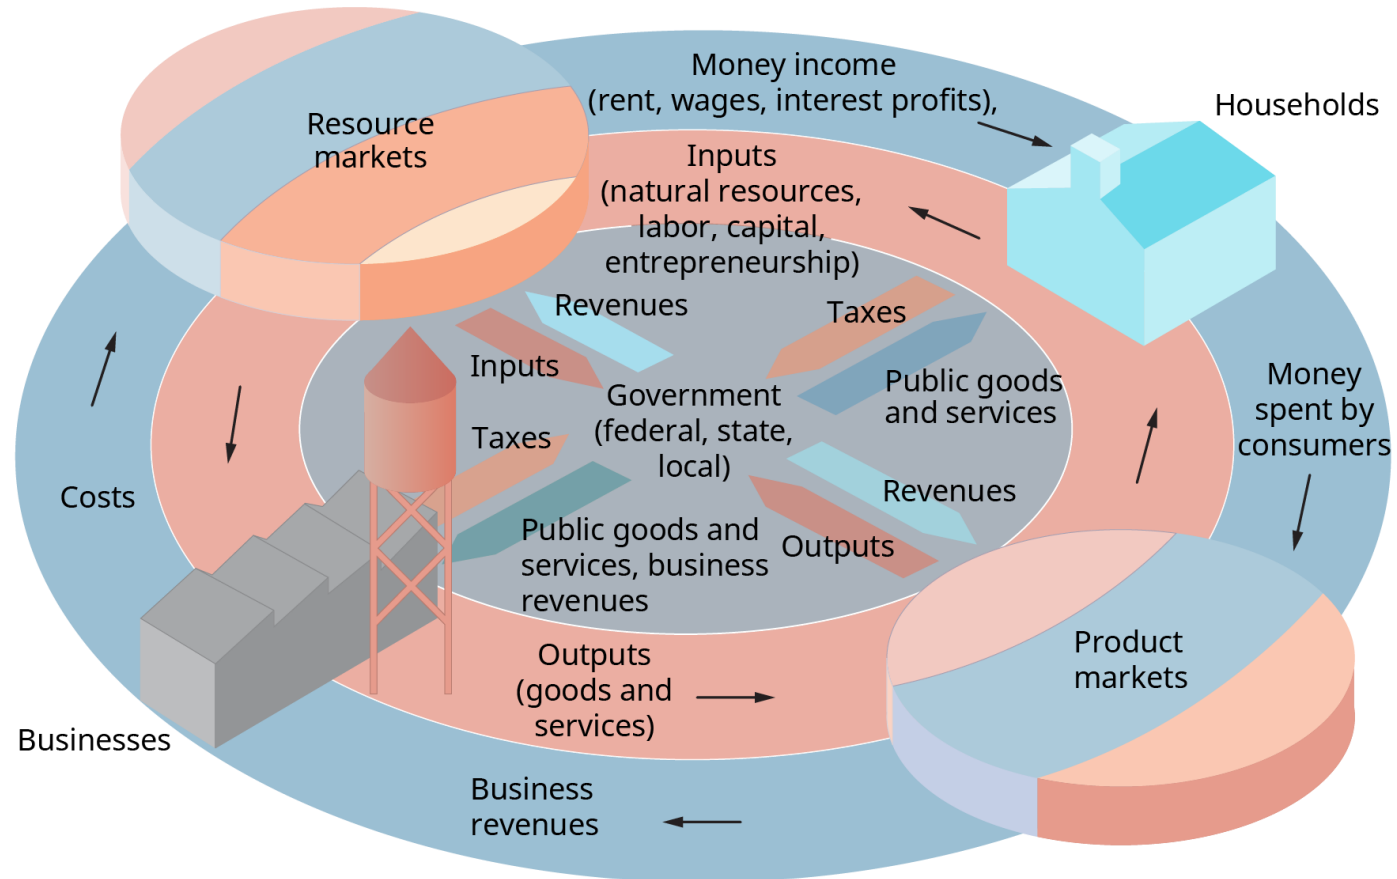 Money income
(rent, wages, interest profits),
Households
Resource
markets
Inputs
(natural resources,
labor, capital,
entrepreneurship)
Revenues
Taxes
Inputs
Government
(federal, state,
local)
Public goods
and services
Money
spent by
consumers
Taxes
Costs
Revenues
Public goods and
services, business
revenues
Outputs
Outputs
(goods and
services)
Product
markets
Businesses
Business
revenues